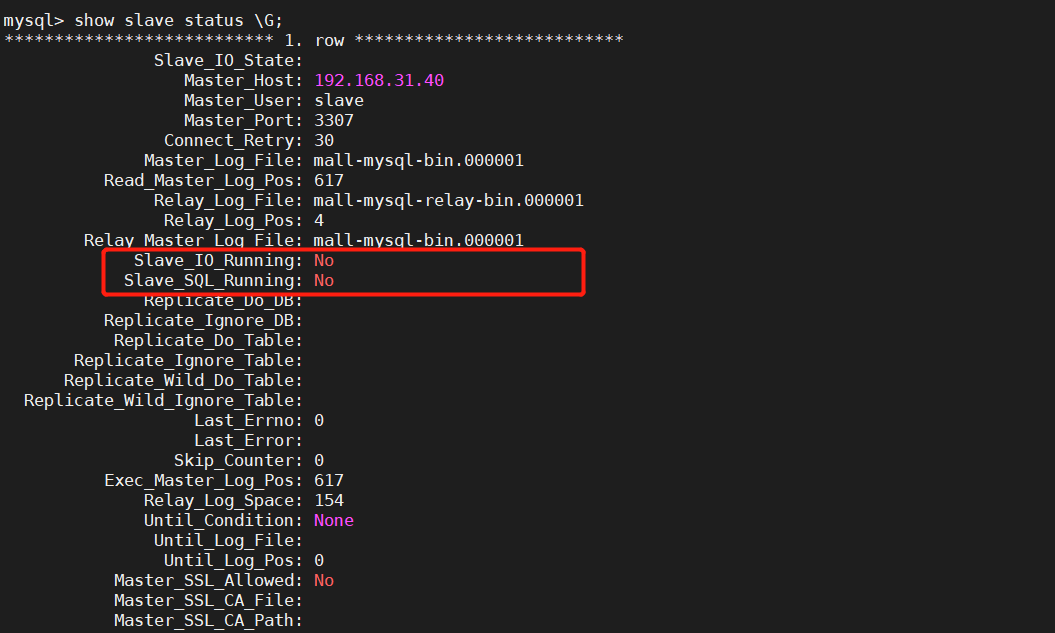 mysql> show slave status \G;
*************************** 1. row ***************************
Slave_IO_State:
Master_Host: 192.168.31.40
Master_User: slave
Master_Port: 3307
Connect_Retry: 30
Master_Log_File: mall-mysql-bin.000001
Read_Master_Log_Pos: 617
Relay_Log_File: mall-mysql-relay-bin.000001
Relay_Log_Pos: 4
Relay_Master_Log_File: mall-mysql-bin.000001
Slave_IO_Running: No
Slave_SQL_Running: No
Replicate_Do_DB:
Replicate_Ignore_DB:
Replicate_Do_Table:
Replicate_Ignore_Table:
Replicate_Wild_Do_Table:
Replicate_Wild_Ignore_Table:
Last_Errno: 0
Last_Error:
Skip_Counter: 0
Exec_Master_Log_Pos: 617
Relay_Log_Space: 154
Until_Condition: None
Until_Log_File:
Until_Log_Pos: 0
Master_SSL_Allowed: No
Master_SSL_CA_File:
Master_SSL_CA_Path: